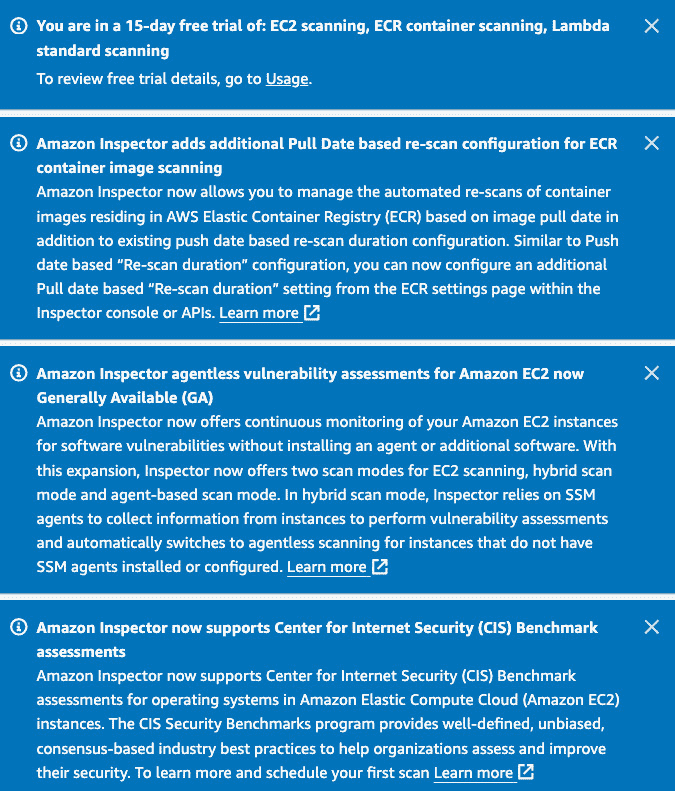 You are in a 15-day free trial of: EC2 scanning, ECR container scanning, Lambda
standard scanning
To review free trial details, go to Usage.
Amazon Inspector adds additional Pull Date based re-scan configuration for ECR
container image scanning
Amazon Inspector now allows you to manage the automated re-scans of container
images residing in AWS Elastic Container Registry (ECR) based on image pull date in
addition to existing push date based re-scan duration configuration. Similar to Push
date based “Re-scan duration” configuration, you can now configure an additional
Pull date based “Re-scan duration” setting from the ECR settings page within the
Inspector console or APIs. Learn more
Amazon Inspector agentless vulnerability assessments for Amazon EC2 now
Generally Available (GA)
Amazon Inspector now offers continuous monitoring of your Amazon EC2 instances
for software vulnerabilities without installing an agent or additional software. With
this expansion, Inspector now offers two scan modes for EC2 scanning, hybrid scan
mode and agent-based scan mode. In hybrid scan mode, Inspector relies on SSM
agents to collect information from instances to perform vulnerability assessments
and automatically switches to agentless scanning for instances that do not have
SSM agents installed or configured. Learn more
Amazon Inspector now supports Center for Internet Security (CIS) Benchmark
assessments
Amazon Inspector now supports Center for Internet Security (CIS) Benchmark
assessments for operating systems in Amazon Elastic Compute Cloud (Amazon EC2)
instances. The CIS Security Benchmarks program provides well-defined, unbiased,
consensus-based industry best practices to help organizations assess and improve
their security. To learn more and schedule your first scan Learn more